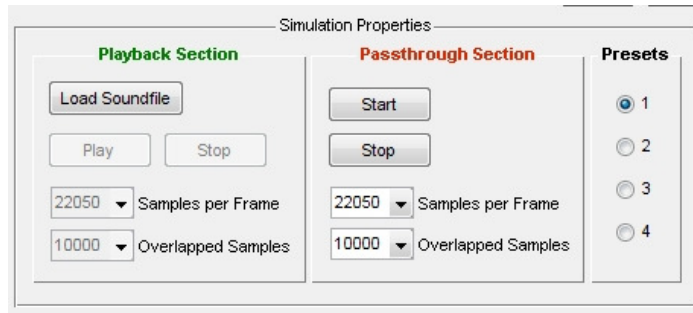 Simulation Properties
Playback Section
Load Soundfile
Play Stop
22050 Samples per Frame
10000 Overlapped Samples
Passthrough Section
Start
Stop
22050 Samples per Frame
10000 Overlapped Samples
Presets
1
2
3
4